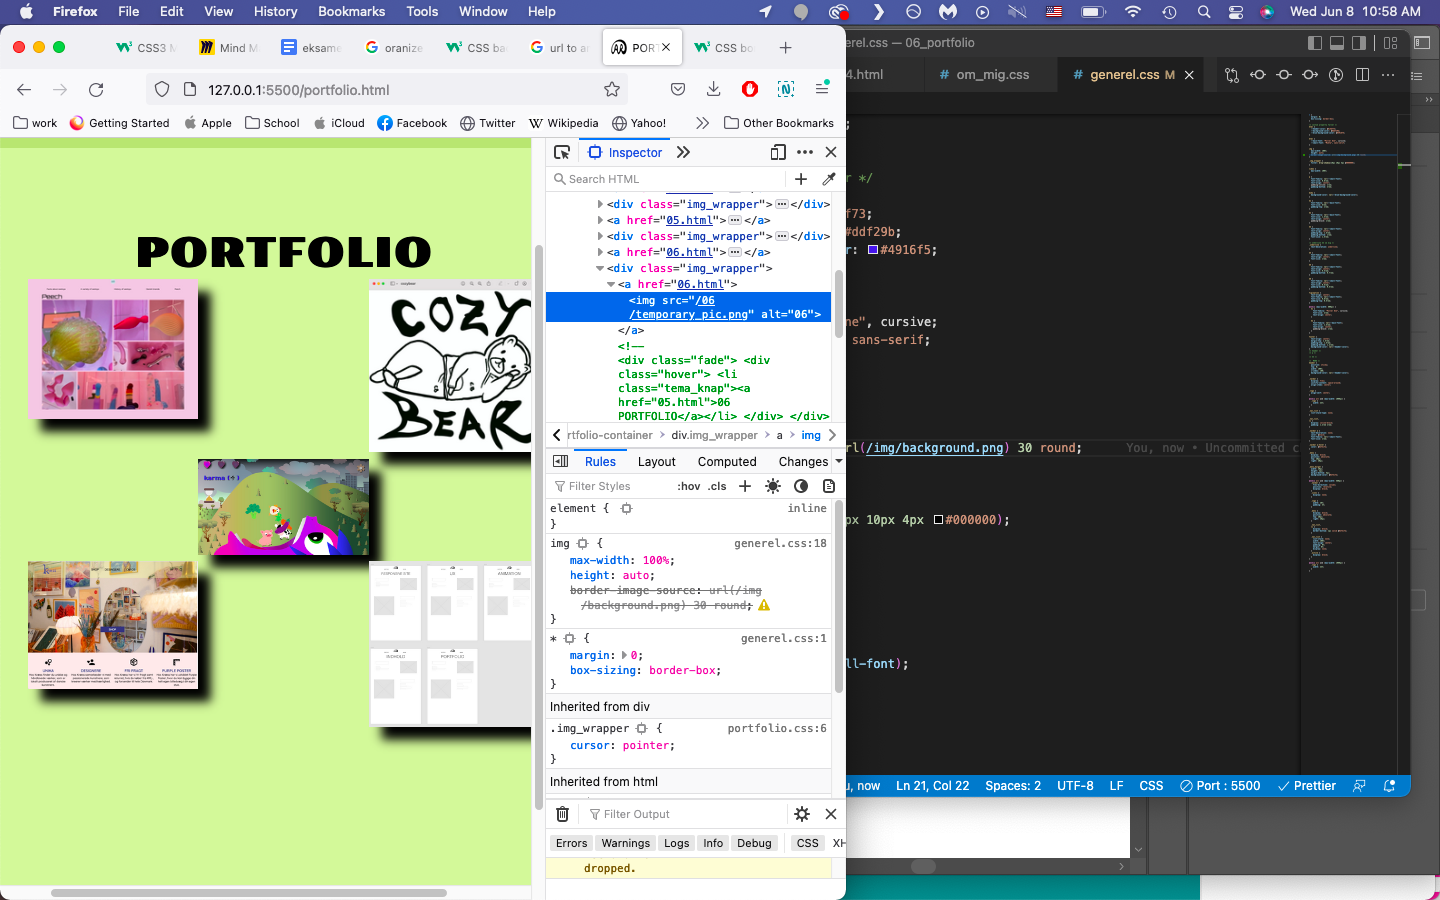 Firefox File Edit View History Bookmarks Tools Window Help
Wed Jun 8 10:58 AM
CSS3 M
Mind M
eksame
oranize
CSS ba
url to ar
PORT
CSS bo
127.0.0.1:5500/portfolio.html
work
Getting Started
Apple
School
iCloud
Facebook
Twitter
Wikipedia
Yahoo!
Other Bookmarks
PORTFOLIO
Peech
COZY
BEAR
karma (↑)
Inspector
Search HTML
<div class="img_wrapper"> </div>
<a href="05.html"> </a>
<div class="img_wrapper"> </div>
<a href="06.html"> </a>
<div class="img_wrapper">
<a href="06.html">
<img src="/06
/temporary_pic.png" alt="06">
</a>
<!--
<div class="fade"> <div
class="hover"> <li
class="tema_knap"><a
href="05.html">06
PORTFOLIO</a></li> </div> </div>
rtfolio-container > div.img_wrapper > a > img
Rules Layout Computed Changes
Filter Styles
:hov .cls
element { inline
}
img { generel.css:18
max-width: 100%;
height: auto;
border-image-source: url(/img
/background.png) 30 round;
}
* { generel.css:1
margin: 0;
box-sizing: border-box;
}
Inherited from div
.img_wrapper { portfolio.css:6
cursor: pointer;
}
Inherited from html
Filter Output
Errors Warnings Logs Info Debug CSS XH
dropped.
erel.css — 06_portfolio
4.html
om_mig.css
generel.css M
;
r */
f73;
#ddf29b;
r: #4916f5;
ne", cursive;
sans-serif;
rl(/img/background.png) 30 round; You, now • Uncommitted c
px 10px 4px #000000);
ll-font);
u, now
Ln 21, Col 22
Spaces: 2
UTF-8
LF
CSS
Port : 5500
Prettier